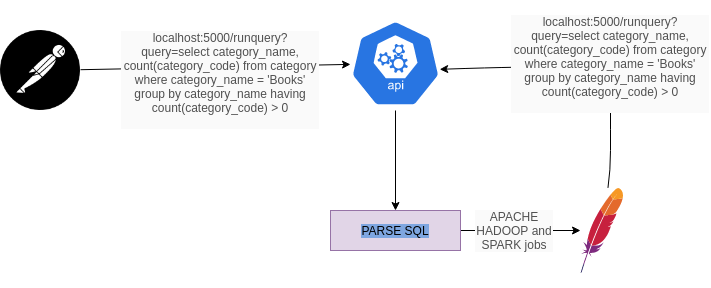 localhost:5000/runquery?
query=select category_name,
count(category_code) from category
where category_name = 'Books'
group by category_name having
count(category_code) > 0
api
localhost:5000/runquery?
query=select category_name,
count(category_code) from category
where category_name = 'Books'
group by category_name having
count(category_code) > 0
PARSE SQL
APACHE
HADOOP and
SPARK jobs